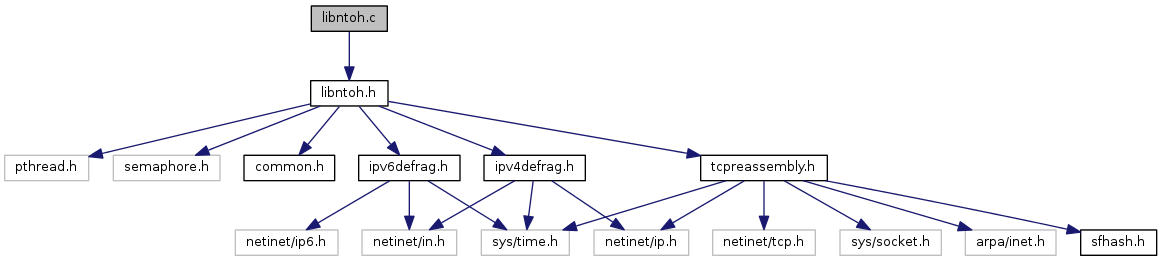 libntoh.c
libntoh.h
pthread.h
semaphore.h
common.h
ipv6defrag.h
ipv4defrag.h
tcpreassembly.h
netinet/ip6.h
netinet/in.h
sys/time.h
netinet/ip.h
netinet/tcp.h
sys/socket.h
arpa/inet.h
sfhash.h